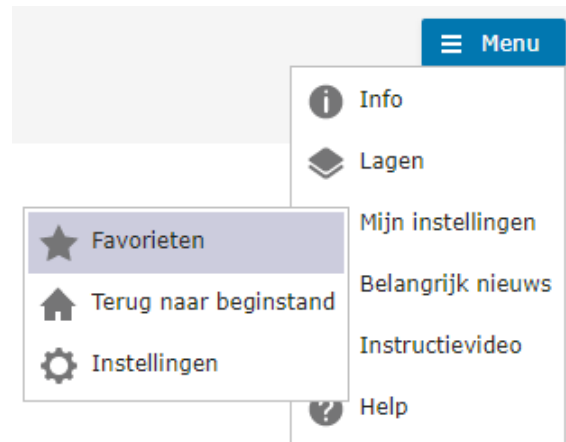 Menu
Info
Lagen
Mijn instellingen
Belangrijk nieuws
Instructievideo
Help
Favorieten
Terug naar beginstand
Instellingen